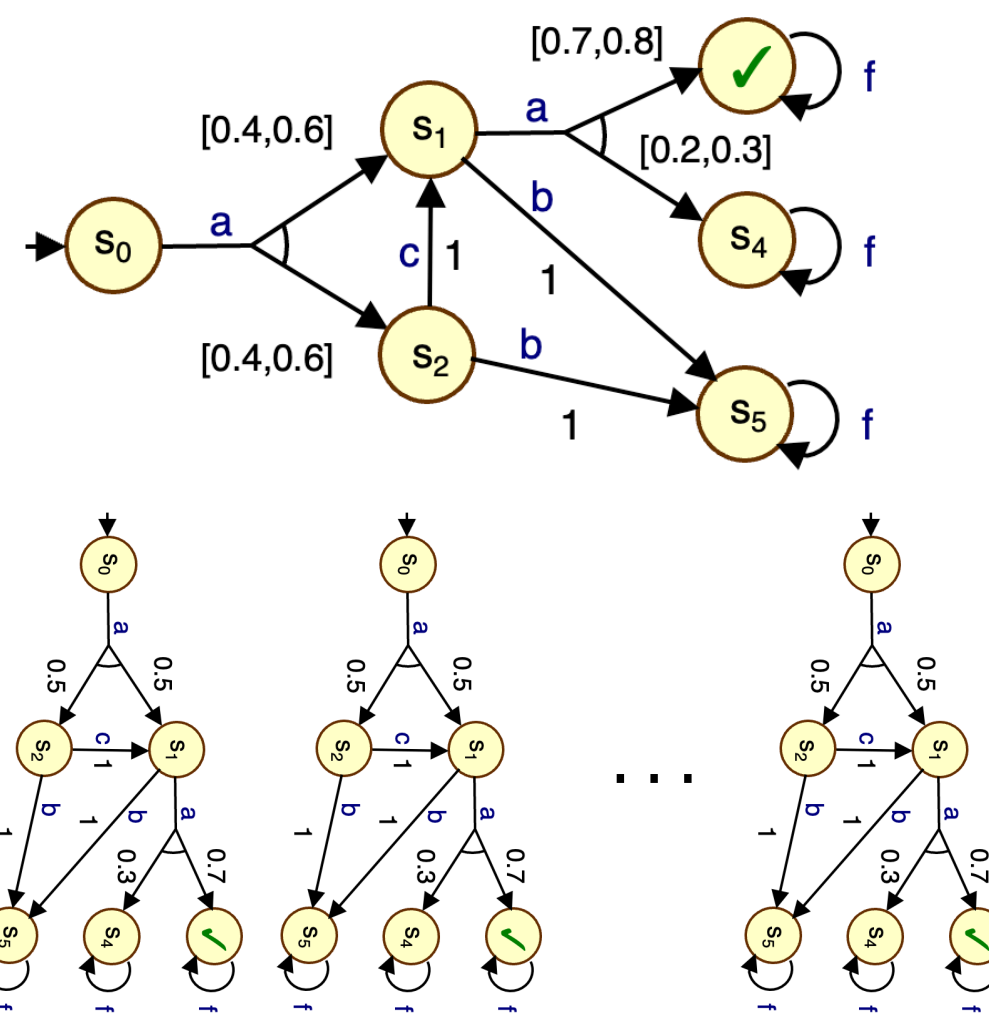 [0.7,0.8]
✓
f
a
[0.4,0.6]
s1
[0.2,0.3]
b
a
s0
c
1
s4
f
1
[0.4,0.6]
s2
b
1
s5
f
s0
a
0.5
0.5
s2
c
1
s1
b
1
b
1
a
0.3
0.7
s5
s4
✓
f
f
f
s0
a
0.5
0.5
s2
c
1
s1
b
1
b
1
a
0.3
0.7
s5
s4
✓
f
f
f
. . .
s0
a
0.5
0.5
s2
c
1
s1
b
1
b
1
a
0.3
0.7
s5
s4
✓
f
f
f